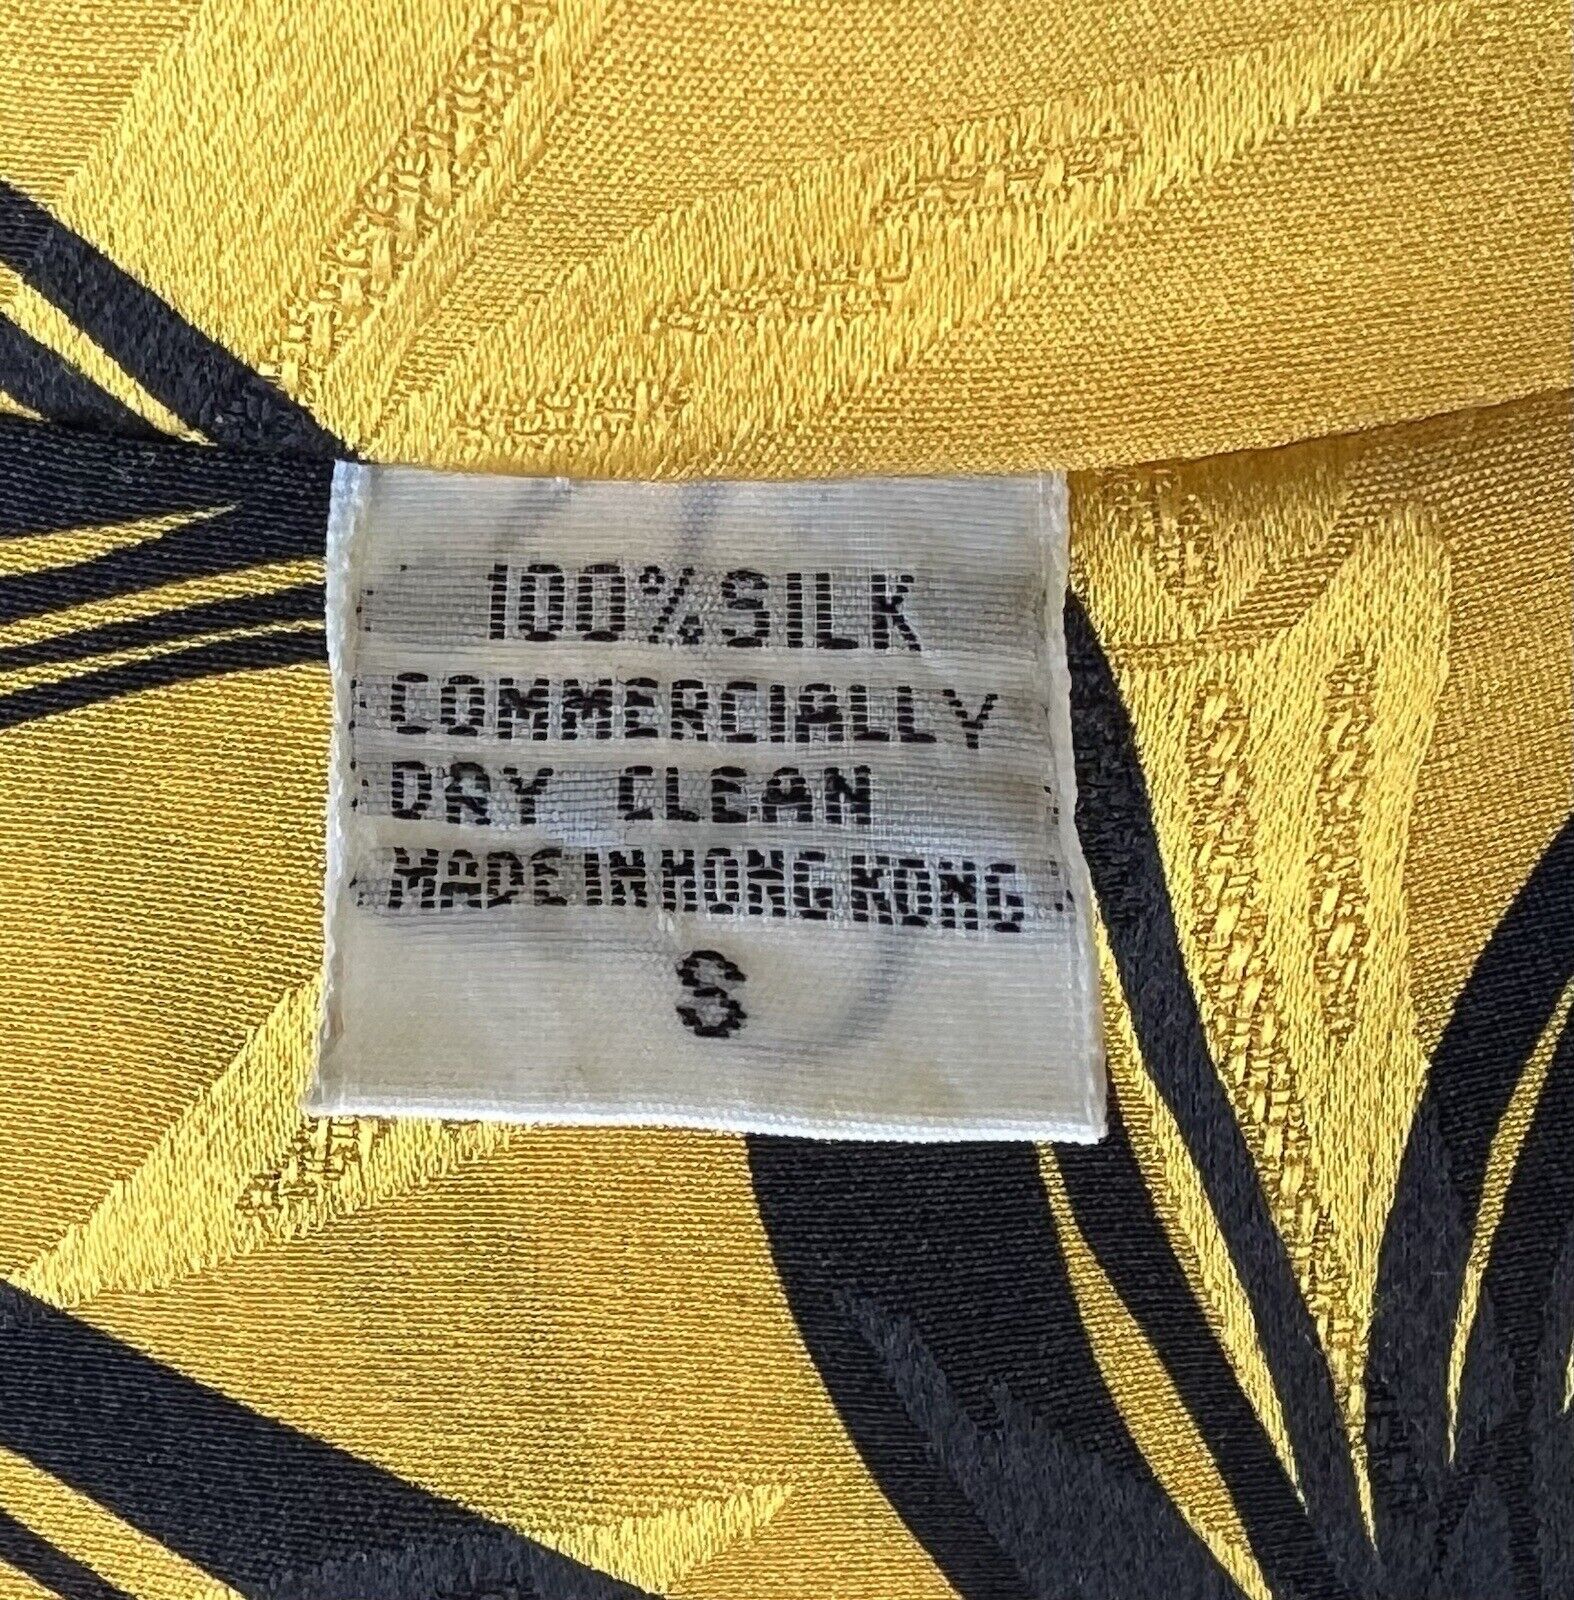 100% SILK
COMMERCIALLY
DRY CLEAN
MADE IN HONG KONG
S